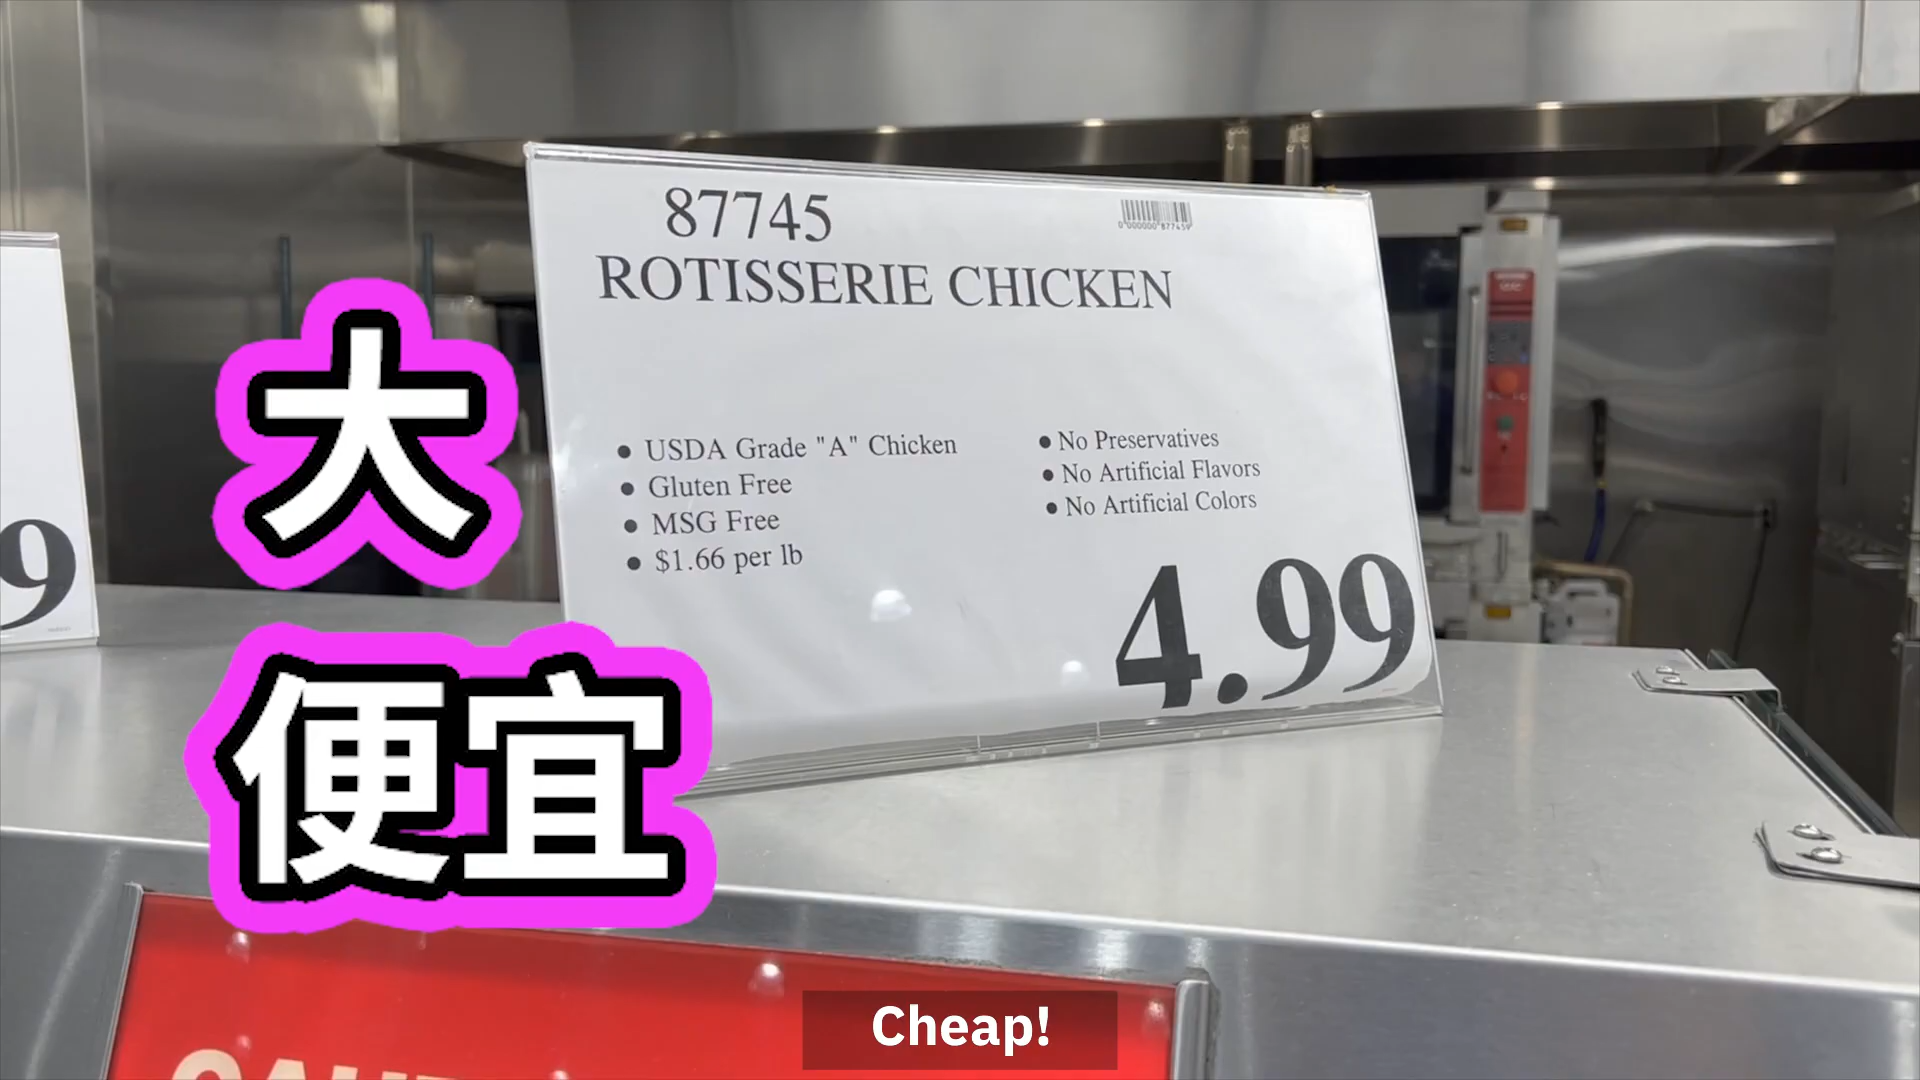 87745
ROTISSERIE CHICKEN
• USDA Grade "A" Chicken
• Gluten Free
• MSG Free
• $1.66 per lb
• No Preservatives
• No Artificial Flavors
• No Artificial Colors
4.99
9
大
便宜
Cheap!